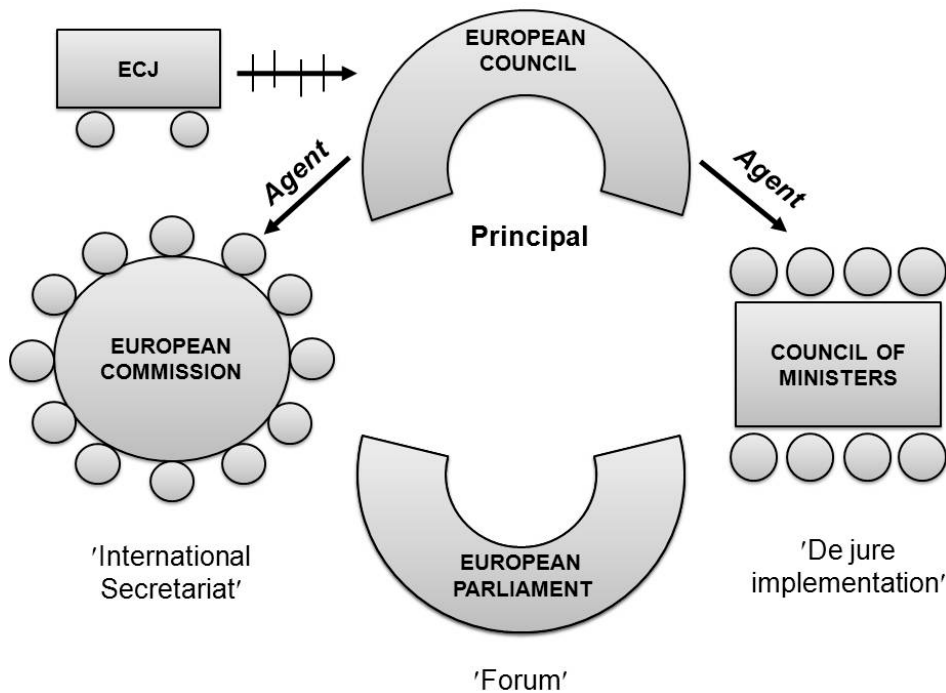 ECJ
EUROPEAN
COUNCIL
Agent
Agent
Principal
EUROPEAN
COMMISSION
COUNCIL OF
MINISTERS
EUROPEAN
PARLIAMENT
'International
Secretariat'
'De jure
implementation'
'Forum'